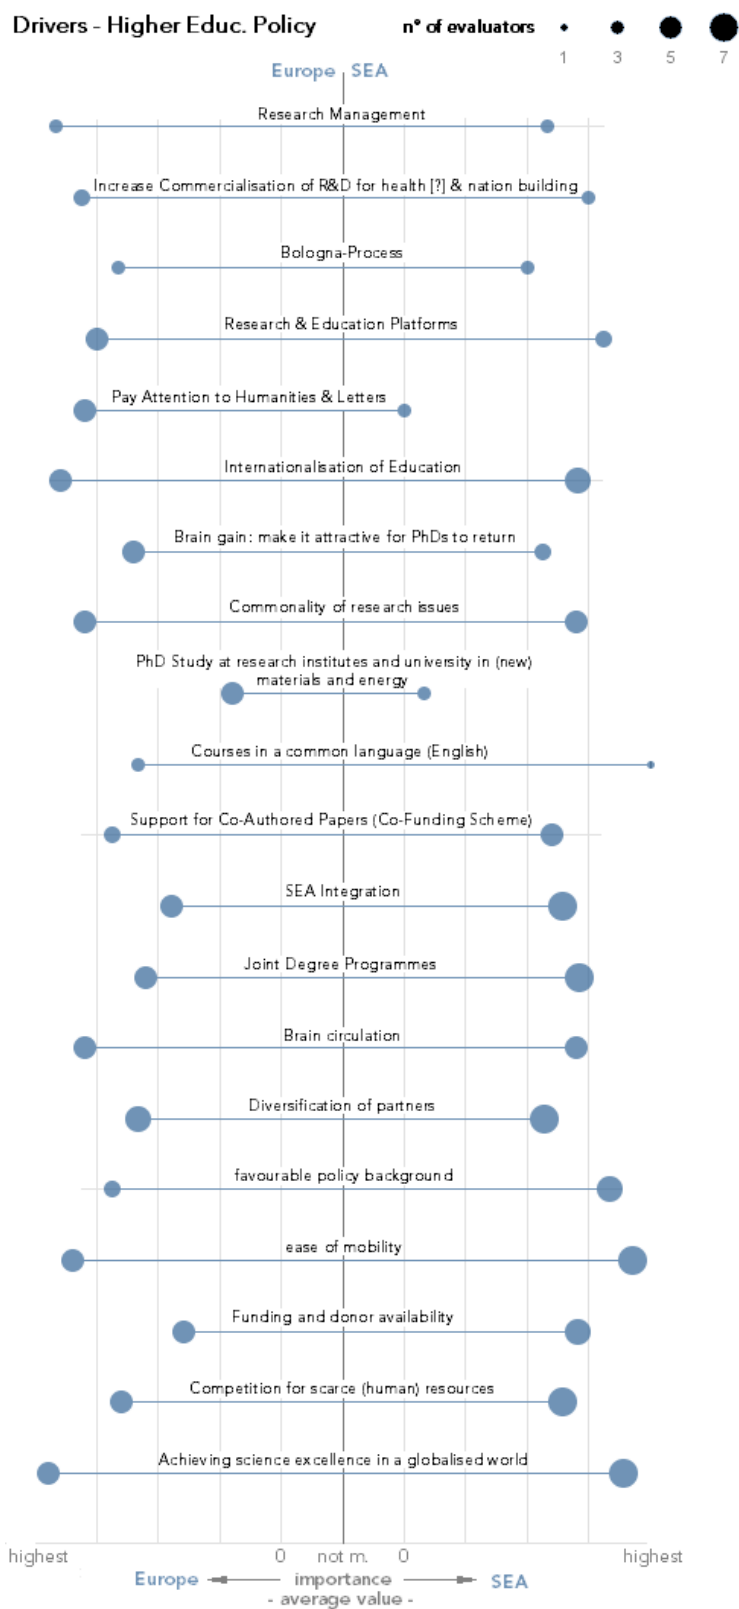 Drivers - Higher Educ. Policy
n° of evaluators
1 3 5 7
Europe SEA
Research Management
Increase Commercialisation of R&D for health [?] & nation building
Bologna-Process
Research & Education Platforms
Pay Attention to Humanities & Letters
Internationalisation of Education
Brain gain: make it attractive for PhDs to return
Commonality of research issues
PhD Study at research institutes and university in (new)
materials and energy
Courses in a common language (English)
Support for Co-Authored Papers (Co-Funding Scheme)
SEA Integration
Joint Degree Programmes
Brain circulation
Diversification of partners
favourable policy background
ease of mobility
Funding and donor availability
Competition for scarce (human) resources
Achieving science excellence in a globalised world
highest 0 not m. 0 highest
Europe importance SEA
- average value -